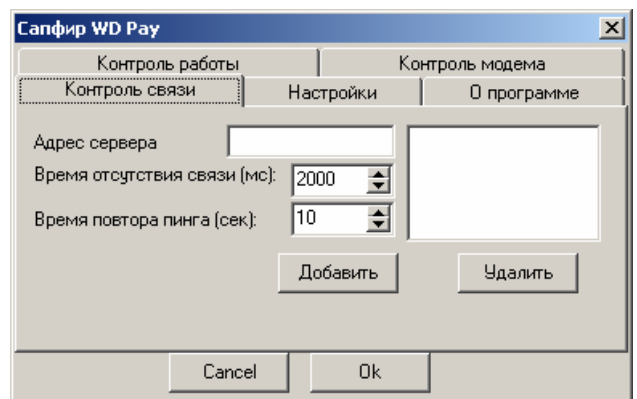 Сапфир WD Pay
Контроль работы
Контроль модема
Контроль связи
Настройки
О программе
Адрес сервера
Время отсутствия связи (мс):
2000
Время повтора пинга (сек):
10
Добавить
Удалить
Cancel
Ok